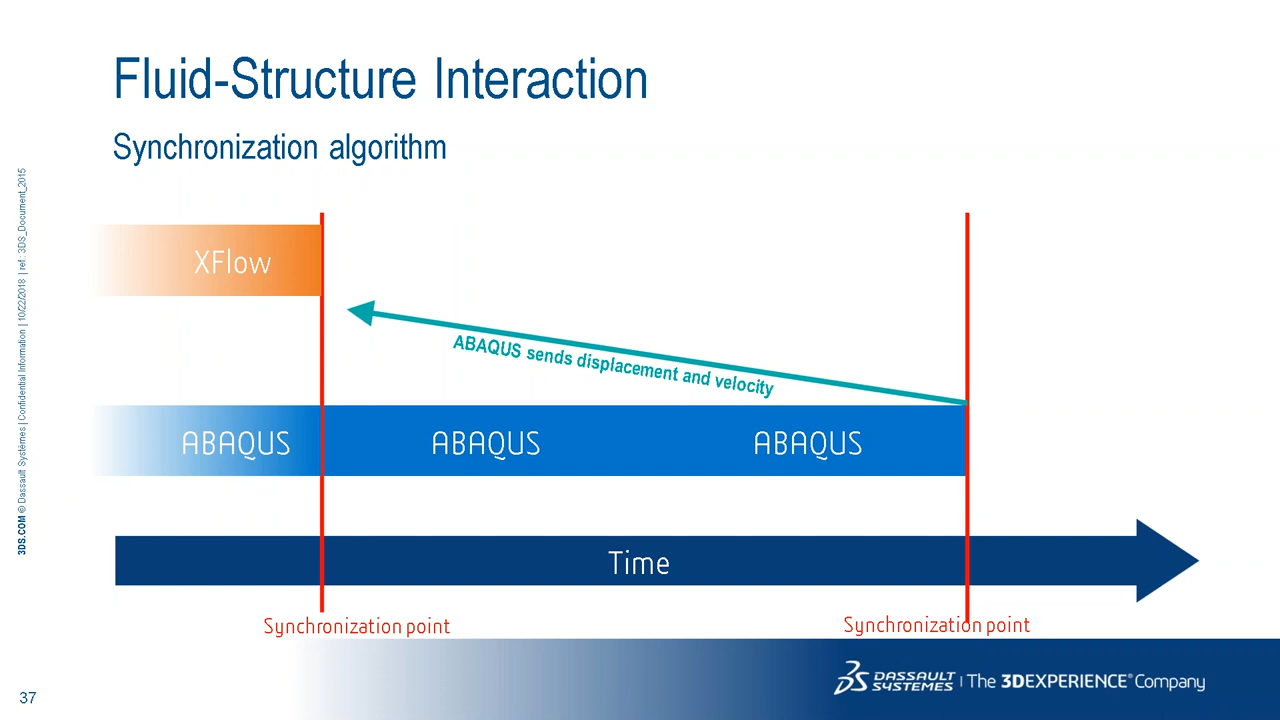 Fluid-Structure Interaction
Synchronization algorithm
3DS.COM © Dassault Systèmes | Confidential Information | 10/22/2018 | ref.: 3DS_Document_2015
XFlow
ABAQUS sends displacement and velocity
ABAQUS ABAQUS ABAQUS
Time
Synchronization point Synchronization point
DASSAULT SYSTEMES | The 3DEXPERIENCE® Company
37